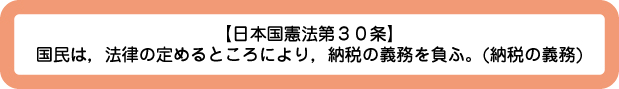 【日本国憲法第３０条】
国民は，法律の定めるところにより，納税の義務を負ふ。(納税の義務)